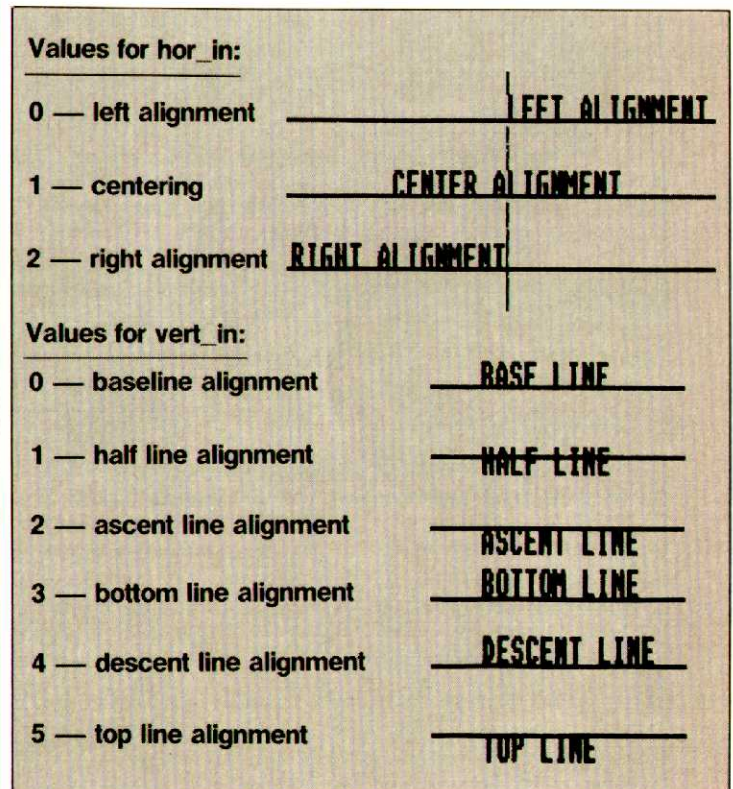 Values for hor_in:
0 — left alignment LEFT ALIGNMENT
1 — centering CENTER ALIGNMENT
2 — right alignment RIGHT ALIGNMENT
Values for vert_in:
0 — baseline alignment BASE LINE
1 — half line alignment HALF LINE
2 — ascent line alignment ASCENT LINE
3 — bottom line alignment BOTTOM LINE
4 — descent line alignment DESCENT LINE
5 — top line alignment TOP LINE